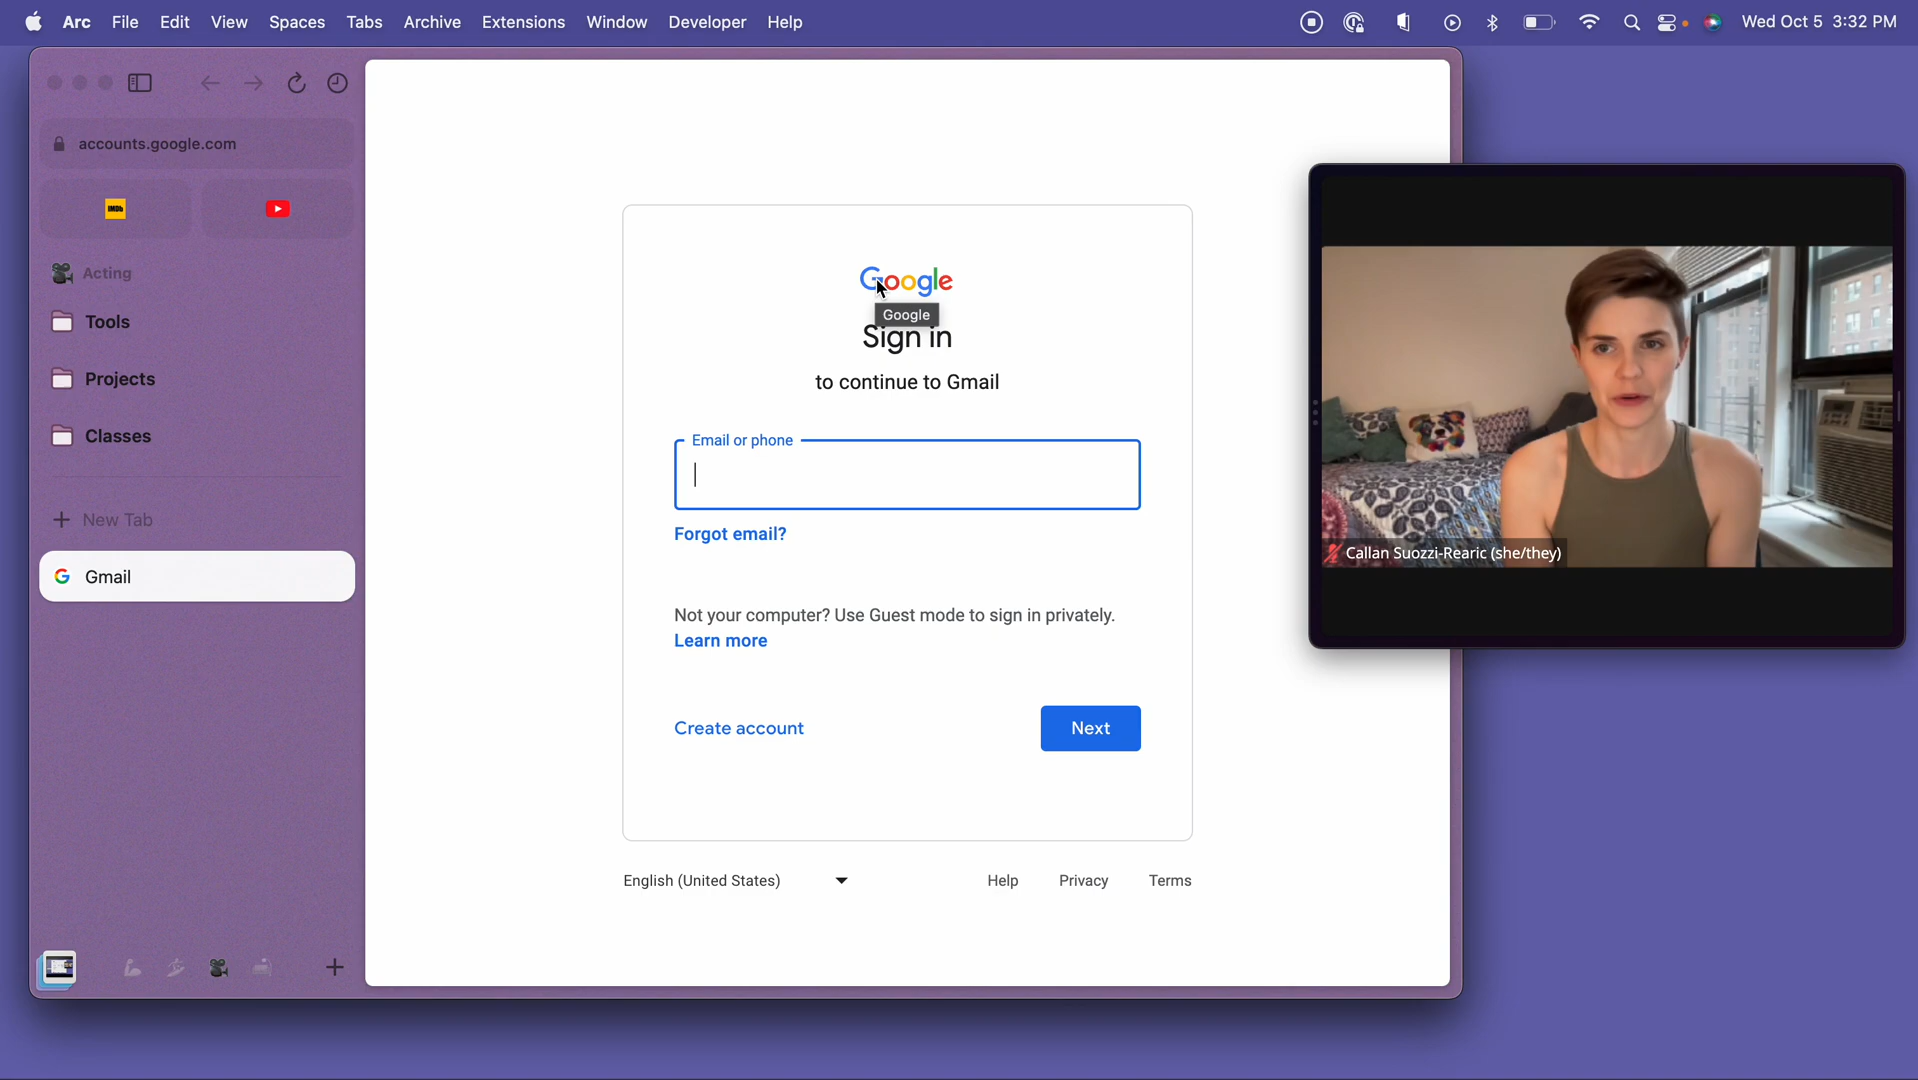 Arc File Edit View Spaces Tabs Archive Extensions Window Developer Help Wed Oct 5 3:32 PM
accounts.google.com
IMDb
Acting
Tools
Projects
Classes
New Tab
Gmail
Google
Google
Sign in
to continue to Gmail
Email or phone
Forgot email?
Not your computer? Use Guest mode to sign in privately.
Learn more
Create account Next
English (United States) Help Privacy Terms
Callan Suozzi-Rearic (she/they)